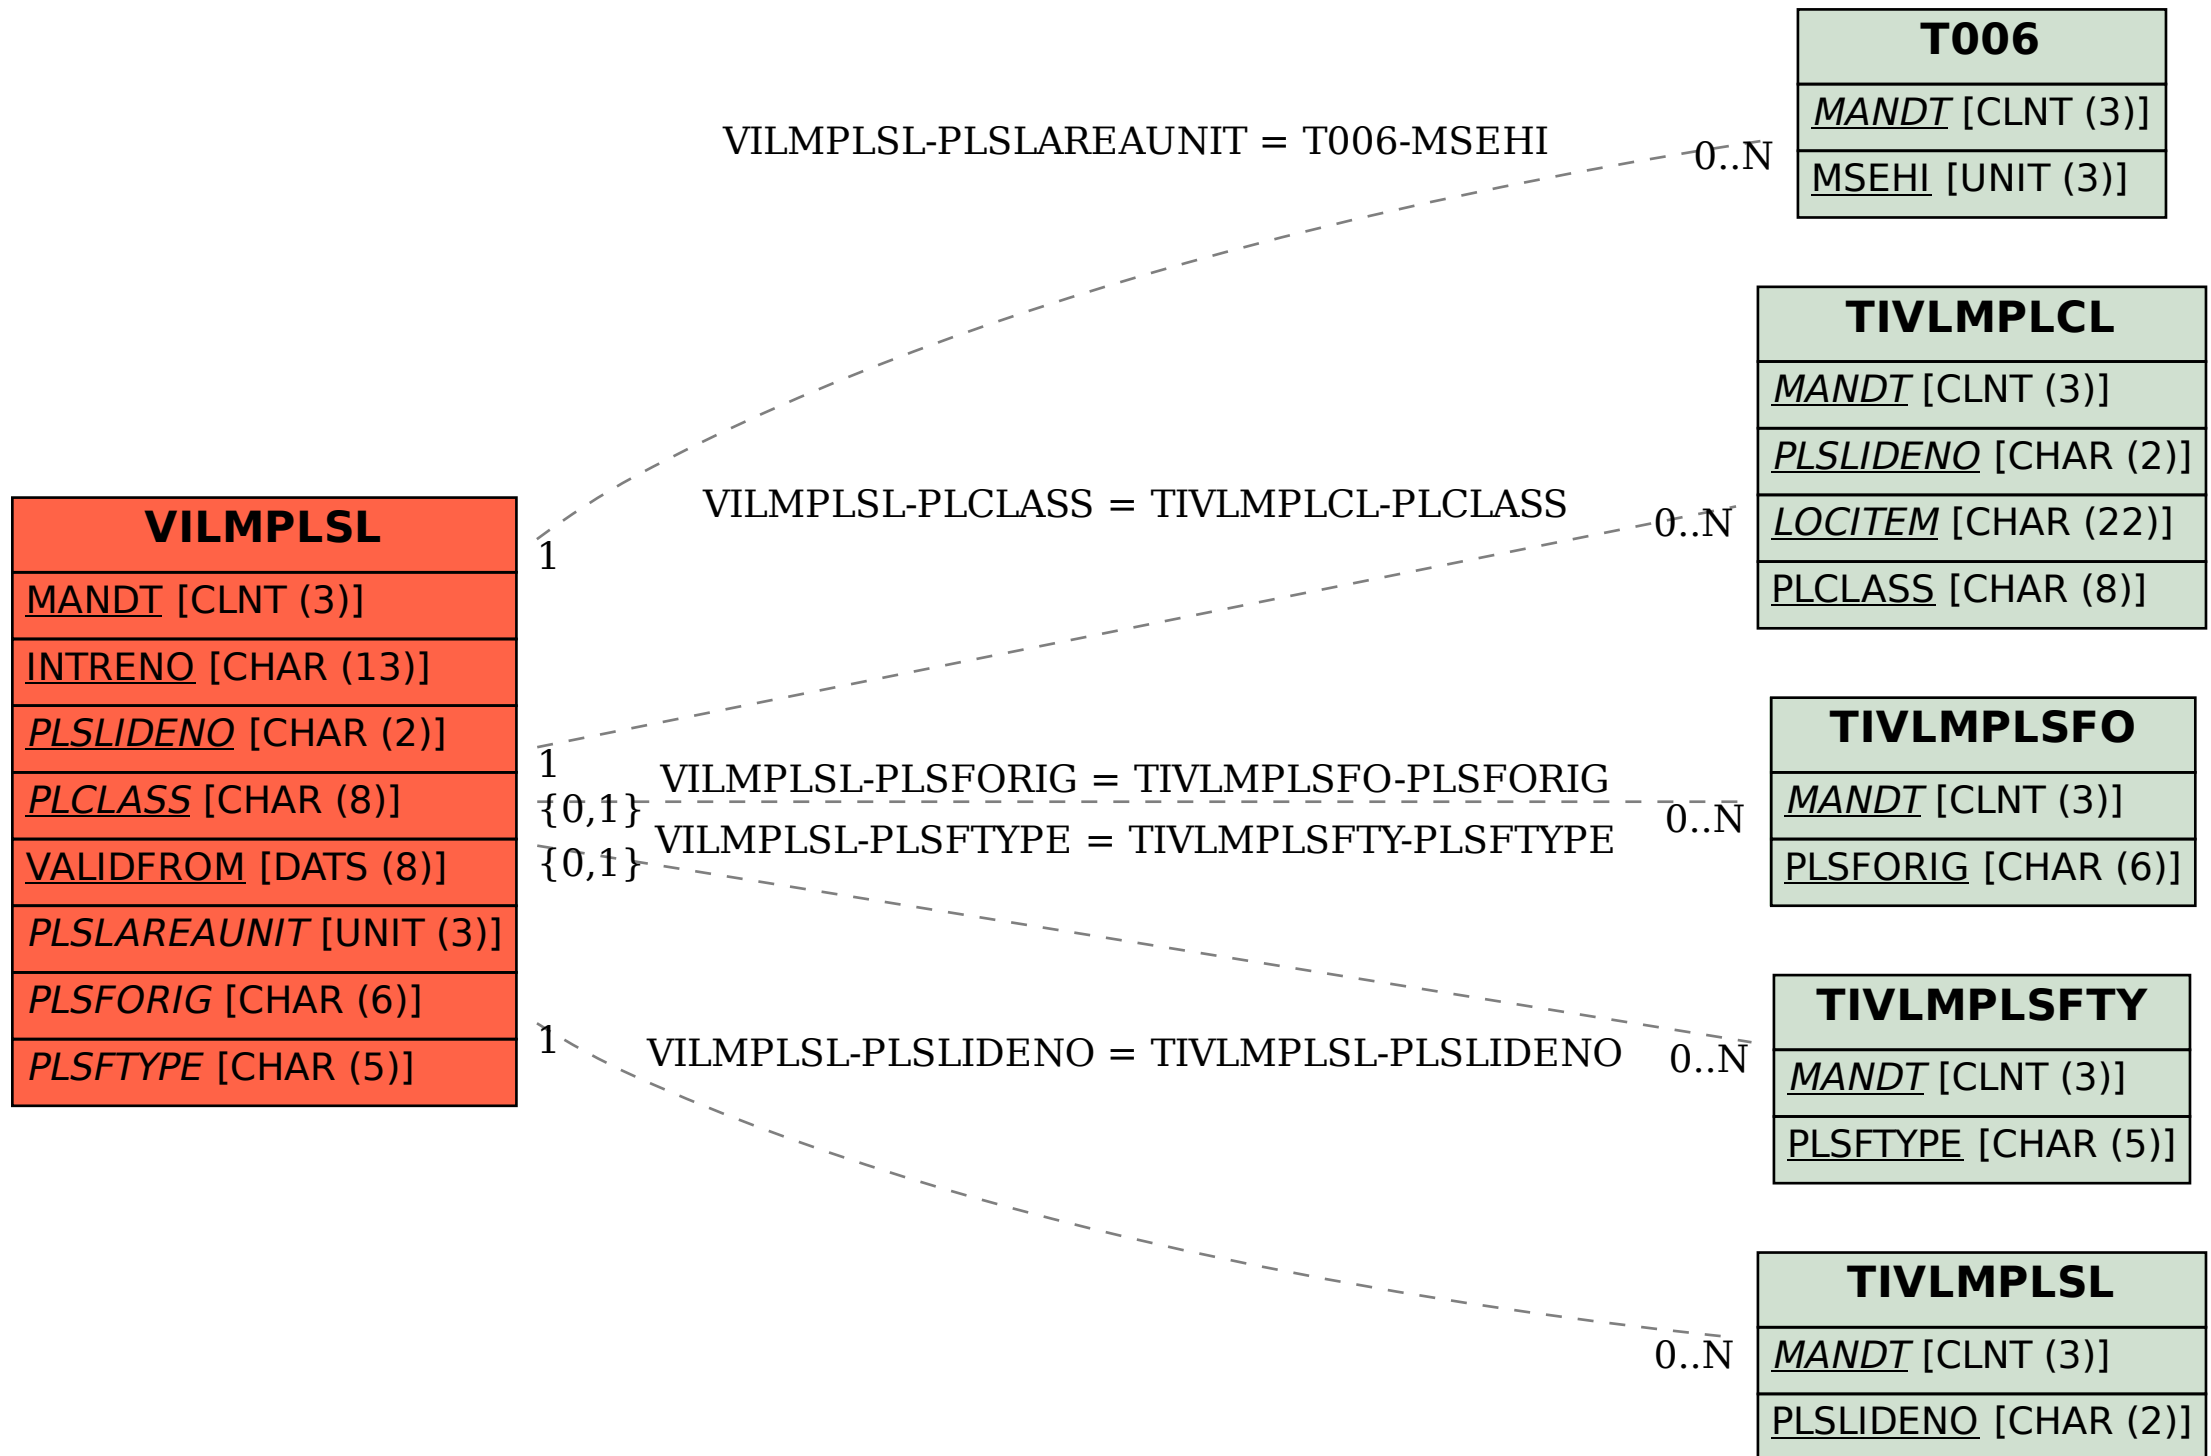 T006
MANDT [CLNT (3)]
MSEHI [UNIT (3)]
VILMPLSL-PLSLAREAUNIT = T006-MSEHI
0..N
1
TIVLMPLCL
MANDT [CLNT (3)]
PLSLIDENO [CHAR (2)]
LOCITEM [CHAR (22)]
PLCLASS [CHAR (8)]
VILMPLSL-PLCLASS = TIVLMPLCL-PLCLASS
0..N
1
VILMPLSL
MANDT [CLNT (3)]
INTRENO [CHAR (13)]
PLSLIDENO [CHAR (2)]
PLCLASS [CHAR (8)]
VALIDFROM [DATS (8)]
PLSLAREAUNIT [UNIT (3)]
PLSFORIG [CHAR (6)]
PLSFTYPE [CHAR (5)]
VILMPLSL-PLSFORIG = TIVLMPLSFO-PLSFORIG
{0,1}
0..N
TIVLMPLSFO
MANDT [CLNT (3)]
PLSFORIG [CHAR (6)]
VILMPLSL-PLSFTYPE = TIVLMPLSFTY-PLSFTYPE
{0,1}
0..N
TIVLMPLSFTY
MANDT [CLNT (3)]
PLSFTYPE [CHAR (5)]
VILMPLSL-PLSLIDENO = TIVLMPLSL-PLSLIDENO
1
0..N
TIVLMPLSL
MANDT [CLNT (3)]
PLSLIDENO [CHAR (2)]